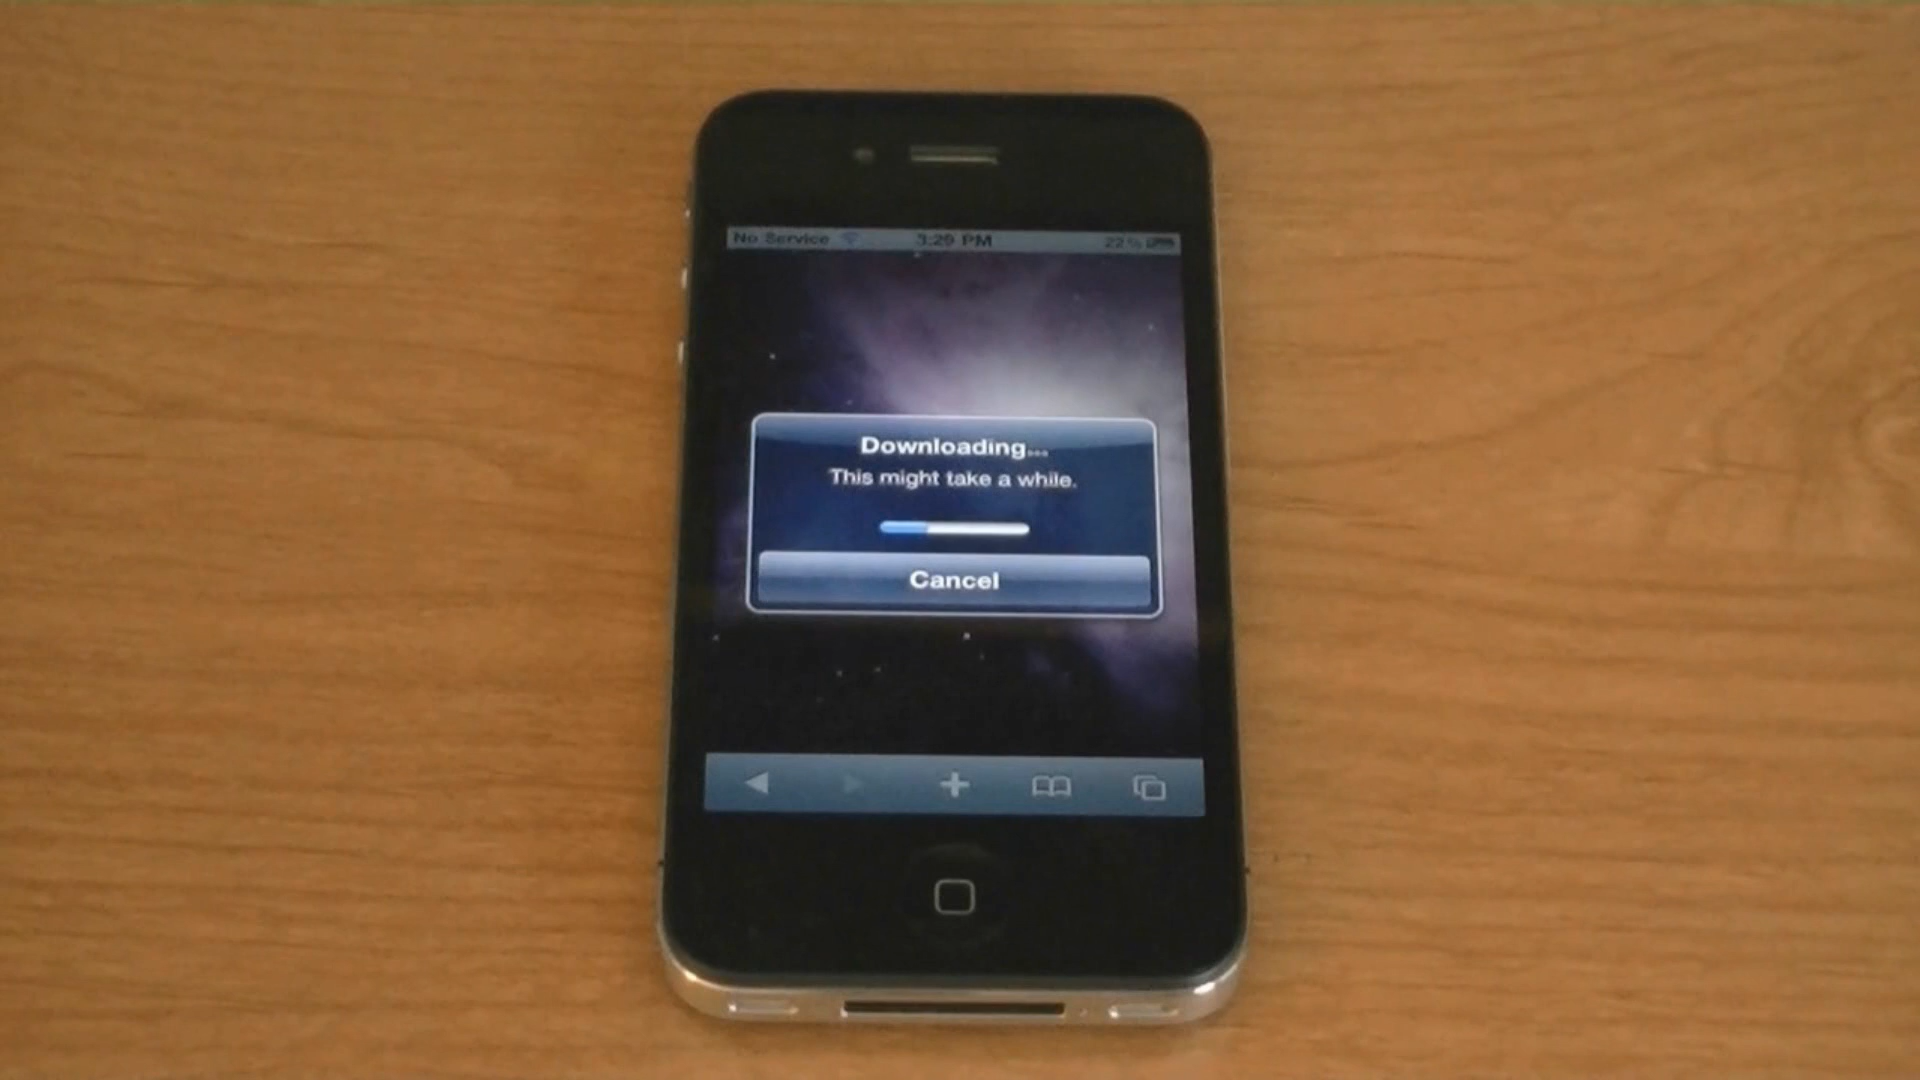 No Service 3:29 PM 22%
Downloading...
This might take a while.
Cancel